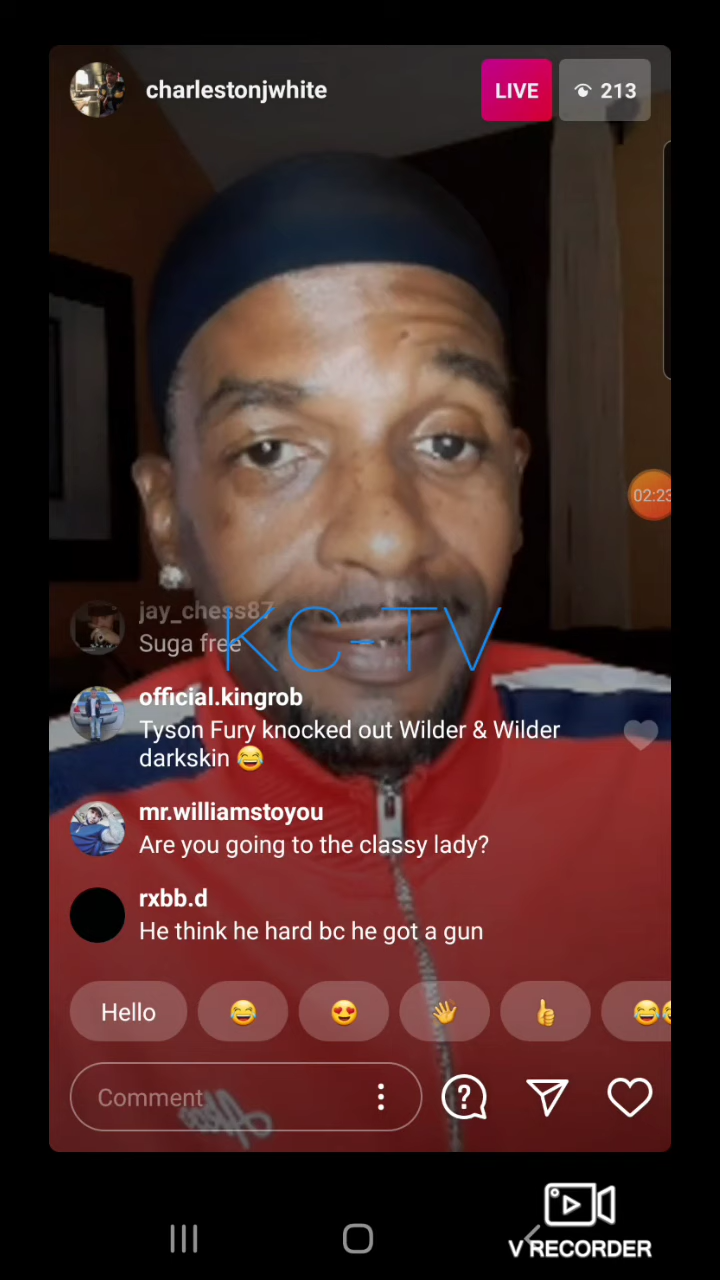 charlestonjwhite
LIVE
213
02:23
jay_chess87
Suga free
KC-TV
official.kingrob
Tyson Fury knocked out Wilder & Wilder
darkskin 😂
mr.williamstoyou
Are you going to the classy lady?
rxbb.d
He think he hard bc he got a gun
Hello
Comment
V RECORDER